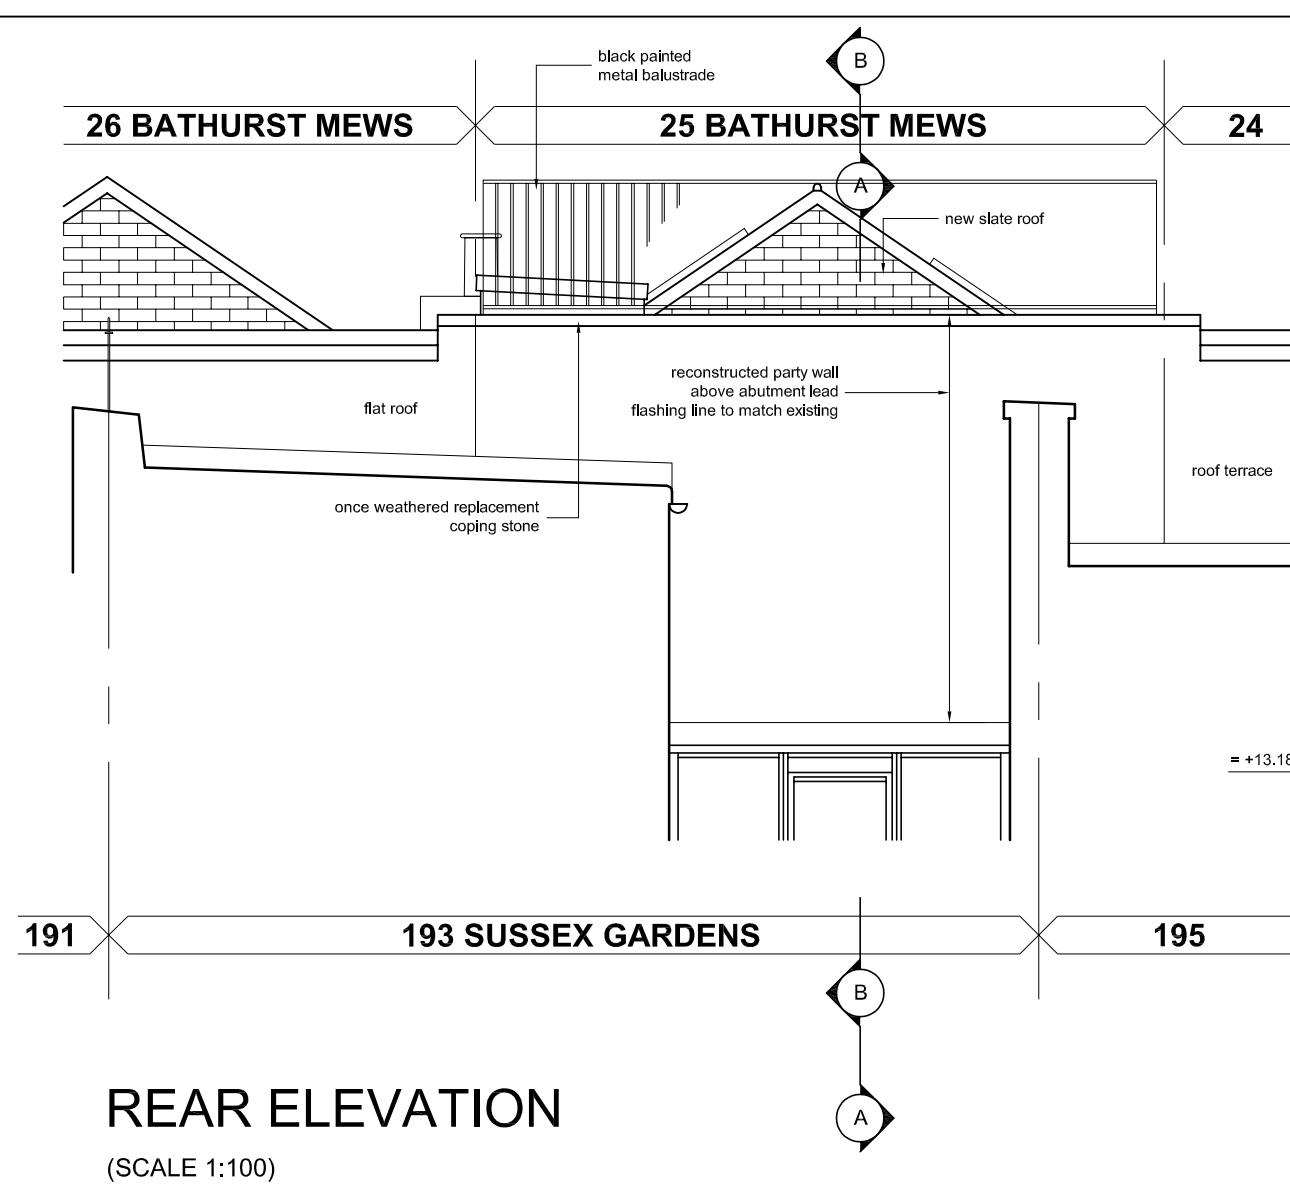 black painted
metal balustrade
B
26 BATHURST MEWS
25 BATHURST MEWS
24
A
new slate roof
reconstructed party wall
above abutment lead
flashing line to match existing
flat roof
roof terrace
once weathered replacement
coping stone
= +13.18
191
193 SUSSEX GARDENS
195
B
REAR ELEVATION
A
(SCALE 1:100)